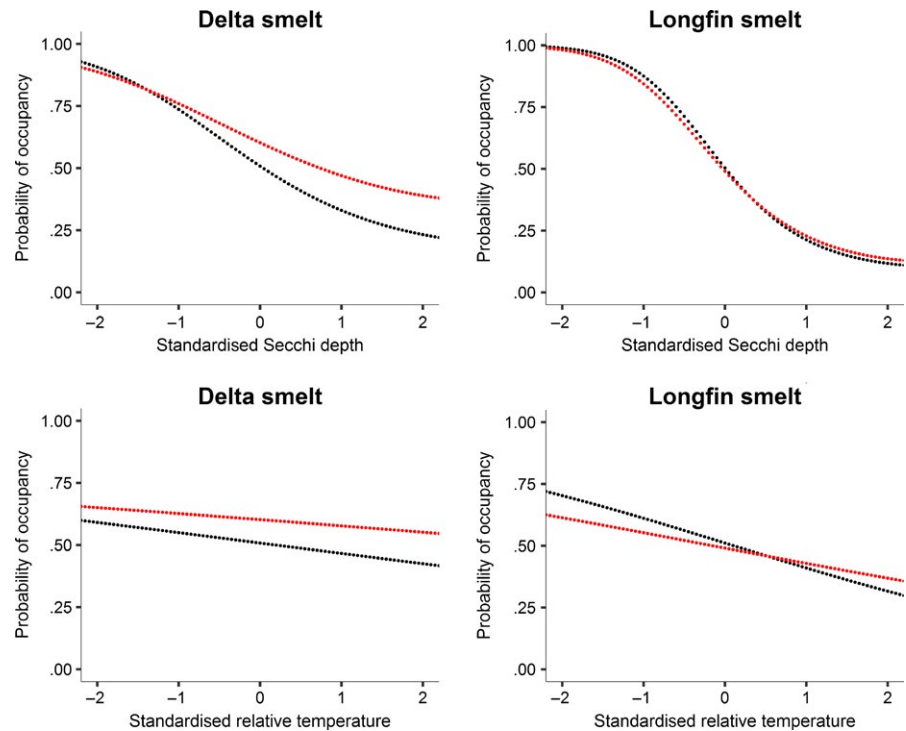 Delta smelt
1.00
.75
.50
.25
.00
Probability of occupancy
–2 –1 0 1 2
Standardised Secchi depth
Longfin smelt
1.00
.75
.50
.25
.00
Probability of occupancy
–2 –1 0 1 2
Standardised Secchi depth
Delta smelt
1.00
.75
.50
.25
.00
Probability of occupancy
–2 –1 0 1 2
Standardised relative temperature
Longfin smelt
1.00
.75
.50
.25
.00
Probability of occupancy
–2 –1 0 1 2
Standardised relative temperature